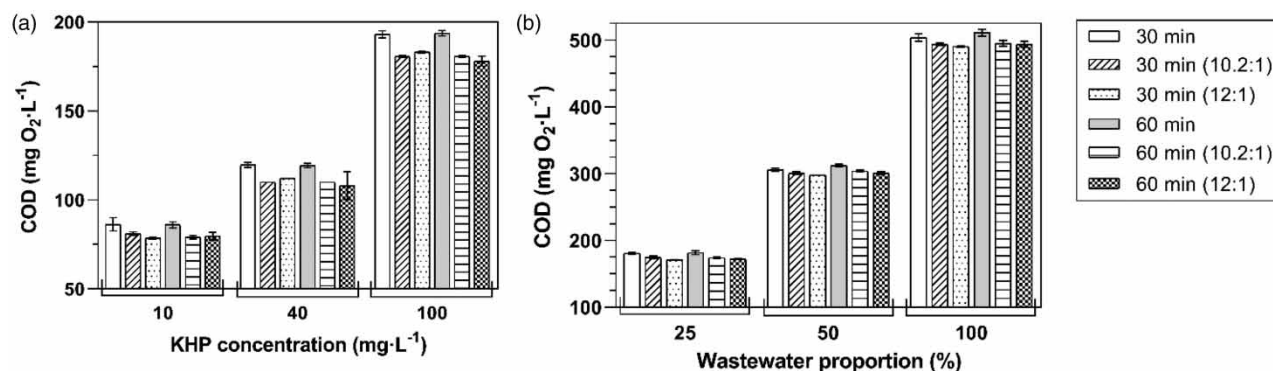 (a)
200
150
100
50
COD (mg O₂·L⁻¹)
10
40
100
KHP concentration (mg·L⁻¹)
(b)
500
400
300
200
100
COD (mg O₂·L⁻¹)
25
50
100
Wastewater proportion (%)
30 min
30 min (10.2:1)
30 min (12:1)
60 min
60 min (10.2:1)
60 min (12:1)